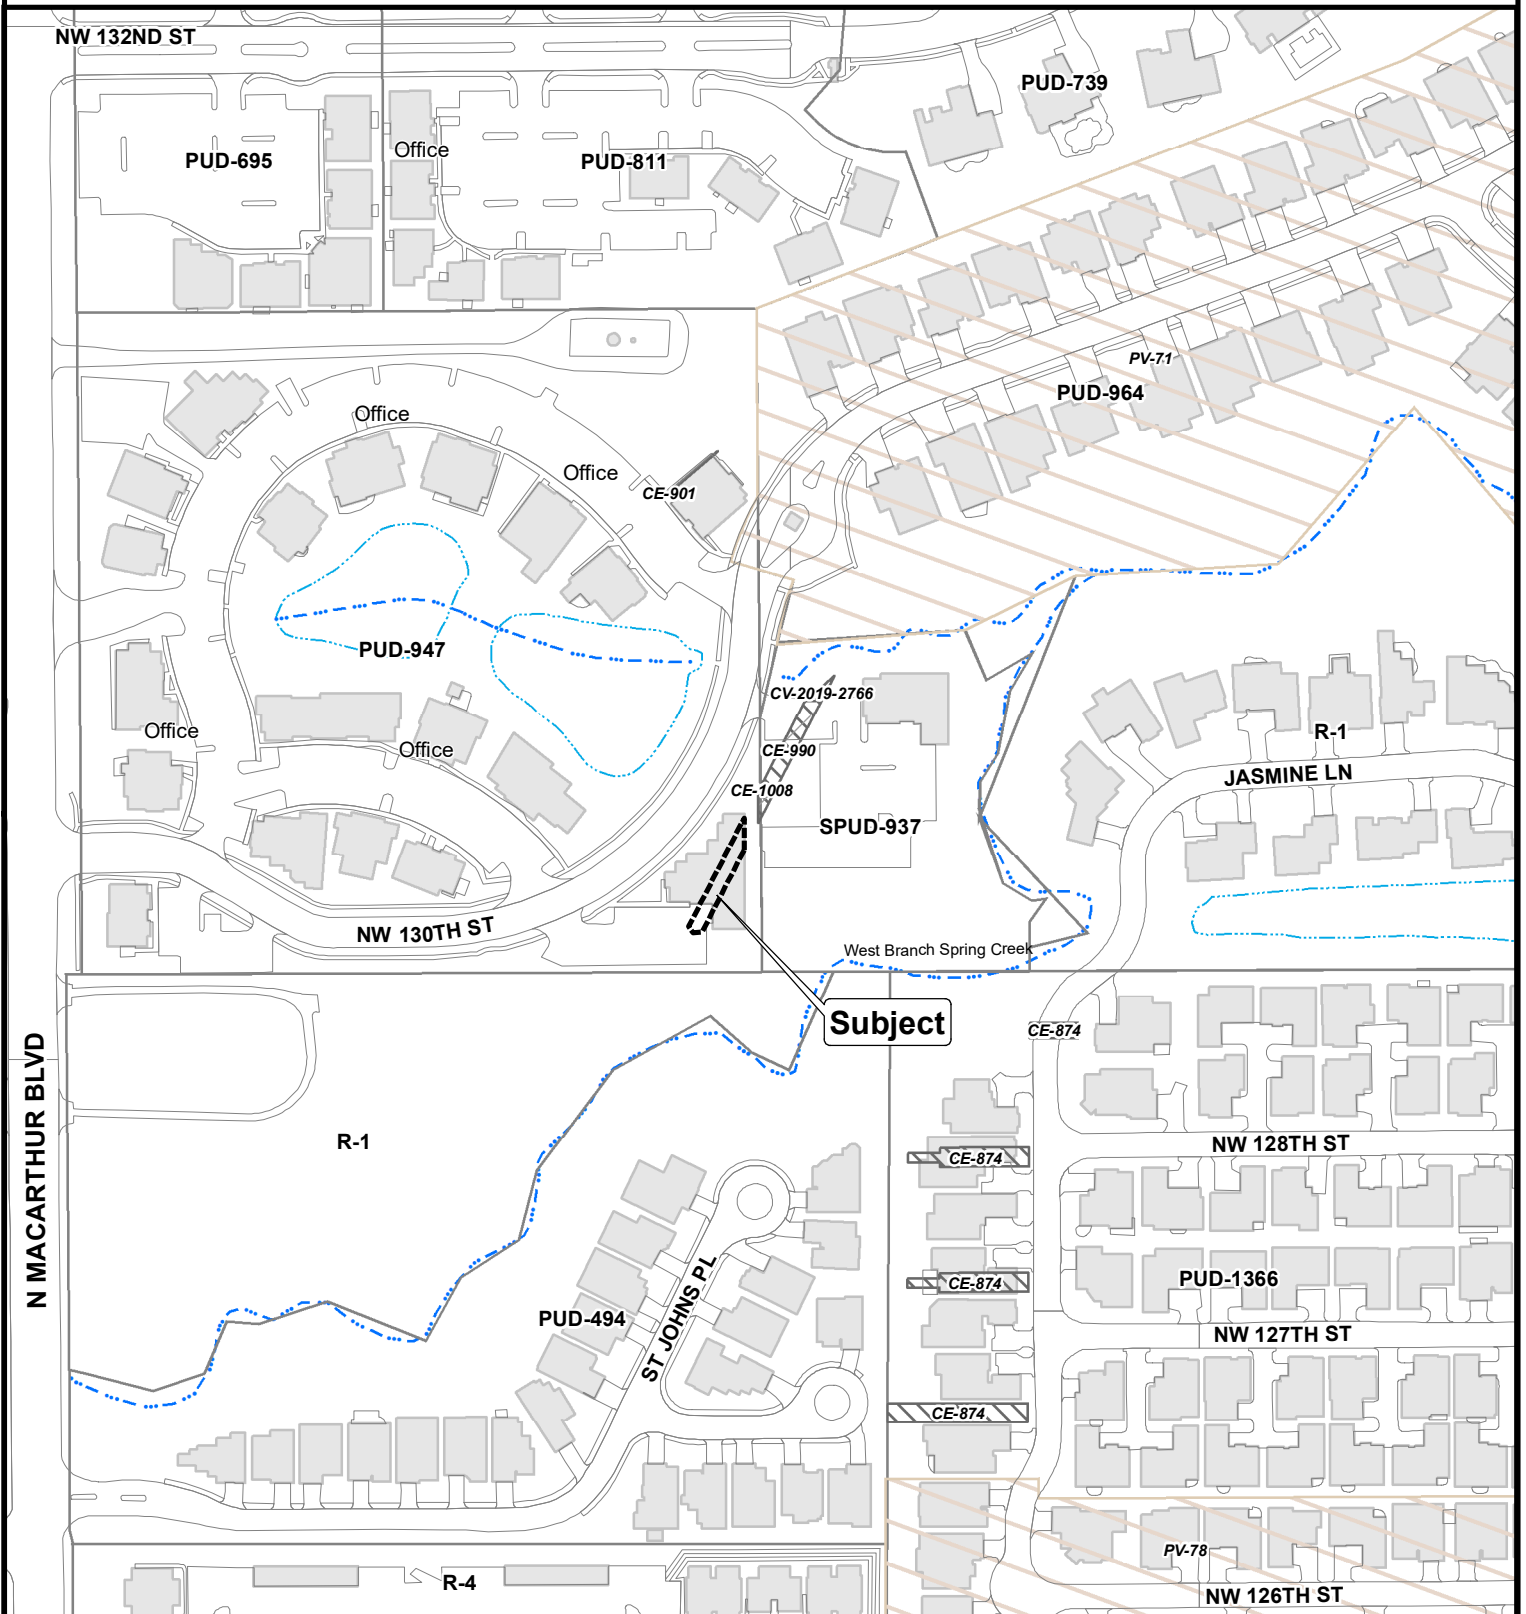 NW 132ND ST
PUD-739
Office
PUD-695
PUD-811
PV-71
PUD-964
Office
Office
CE-901
PUD-947
CV-2019-2766
Office
R-1
Office
CE-990
JASMINE LN
CE-1008
SPUD-937
NW 130TH ST
West Branch Spring Creek
Subject
CE-874
N MACARTHUR BLVD
R-1
NW 128TH ST
CE-874
PUD-1366
CE-874
PUD-494
ST JOHNS PL
NW 127TH ST
CE-874
PV-78
R-4
NW 126TH ST